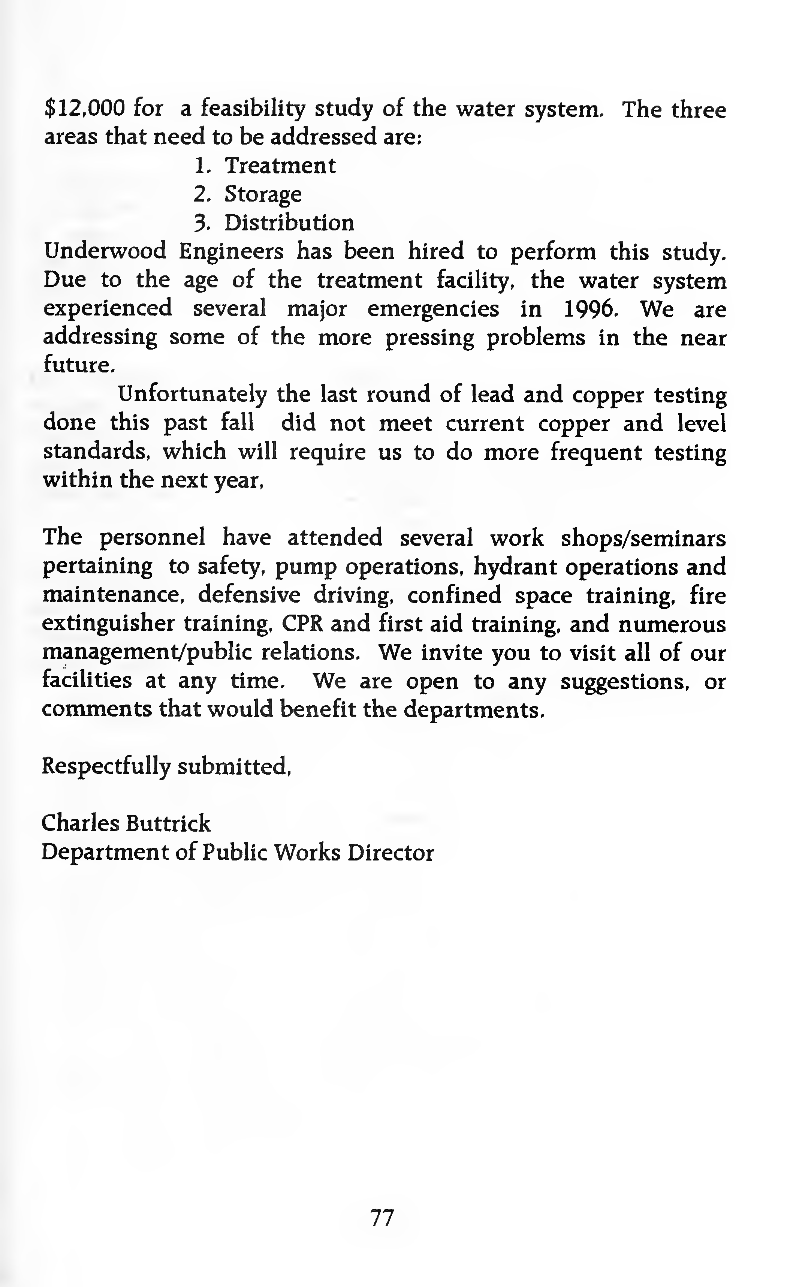 $12,000 for a feasibility study of the water system. The three
areas that need to be addressed are:
1. Treatment
2. Storage
3. Distribution
Underwood Engineers has been hired to perform this study.
Due to the age of the treatment facility, the water system
experienced several major emergencies in 1996. We are
addressing some of the more pressing problems in the near
future.
Unfortunately the last round of lead and copper testing
done this past fall did not meet current copper and level
standards, which will require us to do more frequent testing
within the next year,
The personnel have attended several work shops/seminars
pertaining to safety, pump operations, hydrant operations and
maintenance, defensive driving, confined space training, fire
extinguisher training, CPR and first aid training, and numerous
management/public relations. We invite you to visit all of our
facilities at any time. We are open to any suggestions, or
comments that would benefit the departments.
Respectfully submitted,
Charles Buttrick
Department of Public Works Director
77